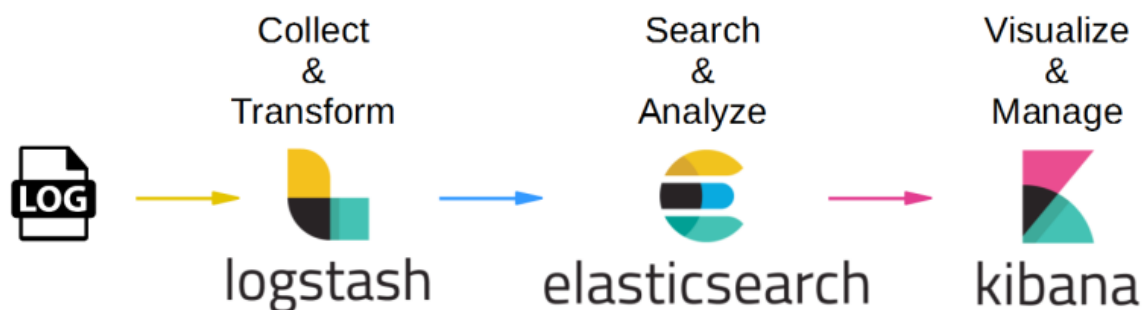 Collect
&
Transform
Search
&
Analyze
Visualize
&
Manage
LOG
logstash
elasticsearch
kibana